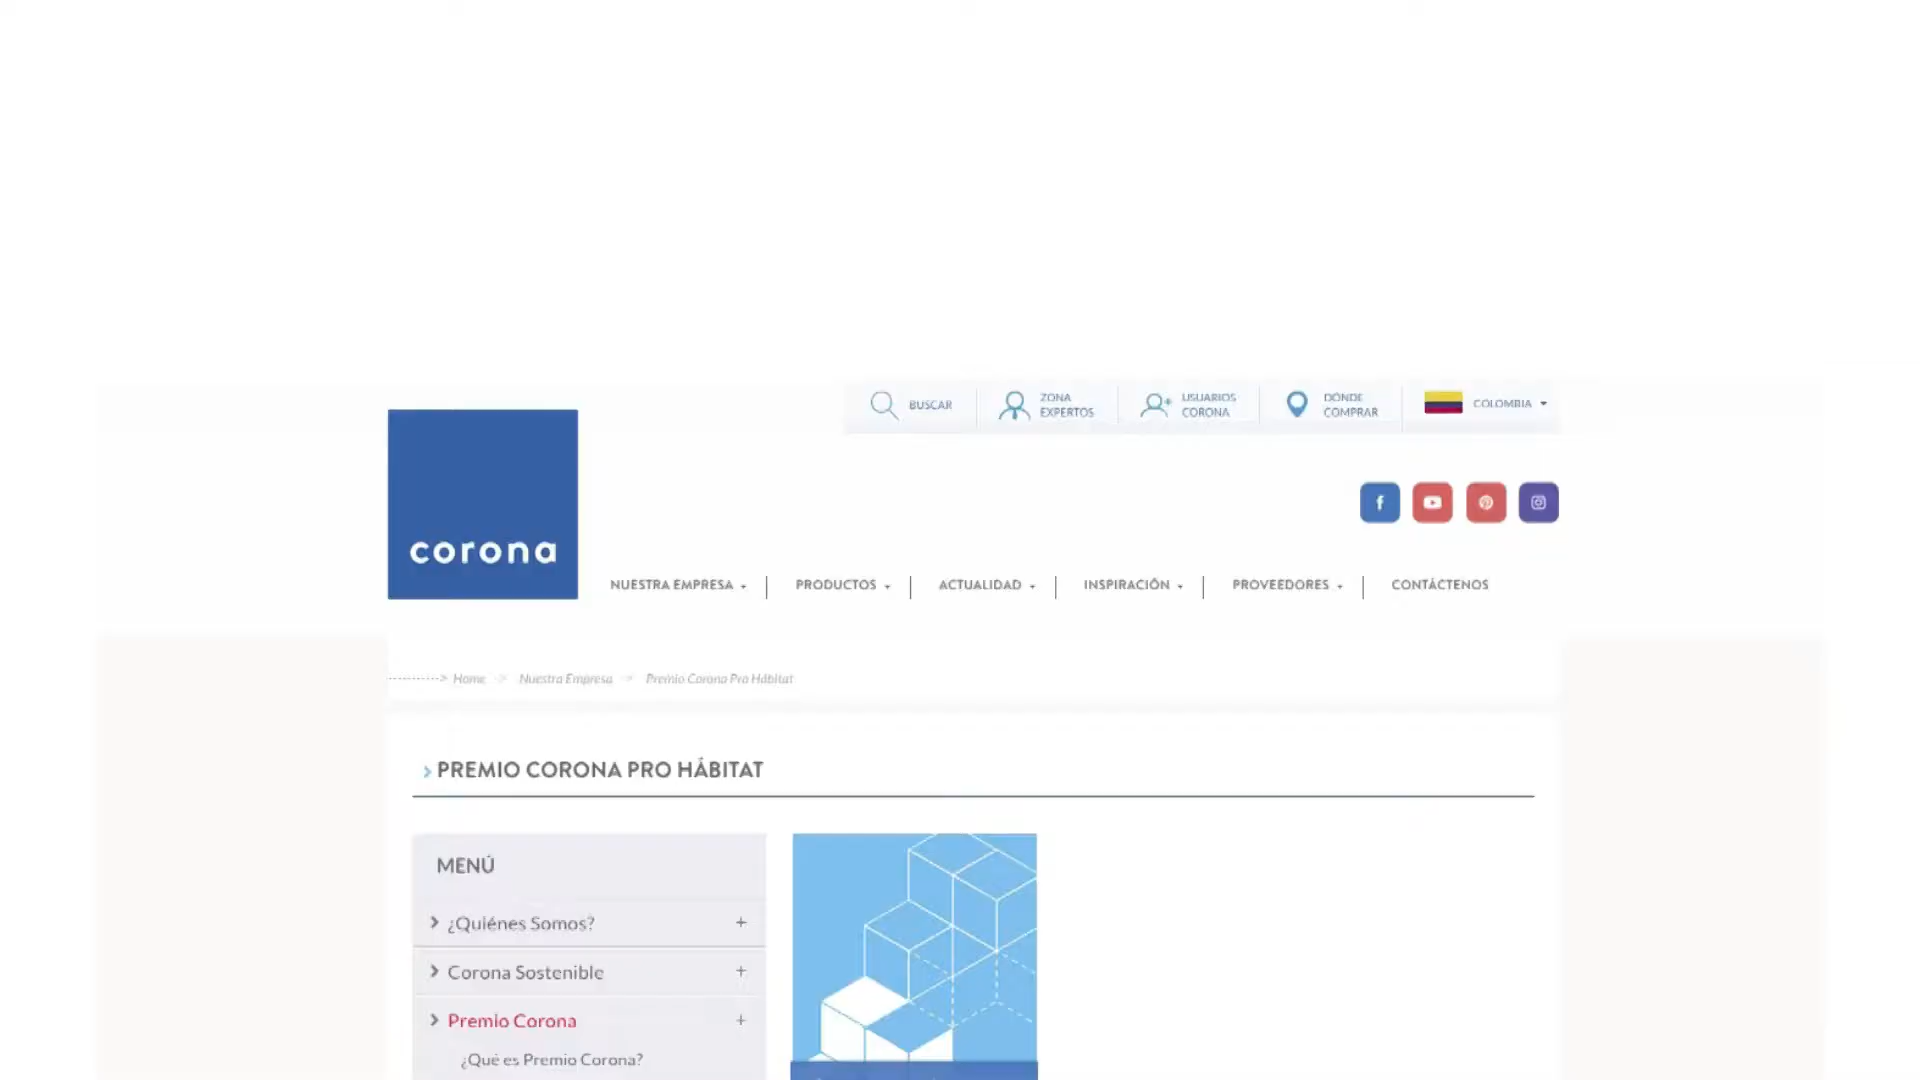 BUSCAR
ZONA
EXPERTOS
USUARIOS
CORONA
DÓNDE
COMPRAR
COLOMBIA
corona
NUESTRA EMPRESA
PRODUCTOS
ACTUALIDAD
INSPIRACIÓN
PROVEEDORES
CONTÁCTENOS
Home > Nuestra Empresa > Premio Corona Pro Hábitat
PREMIO CORONA PRO HÁBITAT
MENÚ
¿Quiénes Somos? +
Corona Sostenible +
Premio Corona +
¿Qué es Premio Corona?